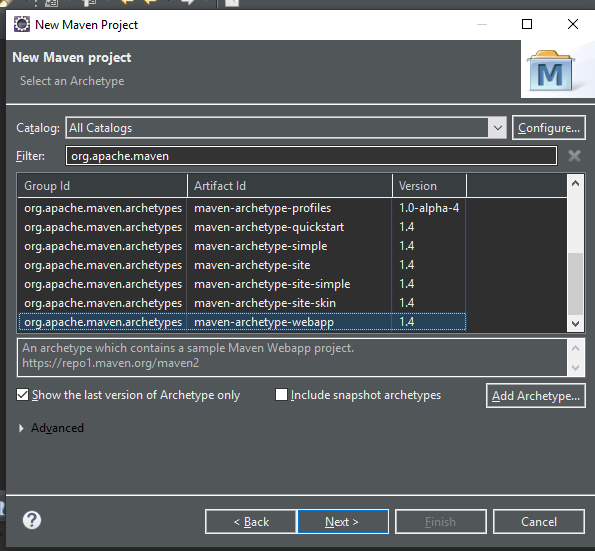 New Maven Project
New Maven project
Select an Archetype
M
Catalog: All Catalogs Configure...
Filter: org.apache.maven
Group Id Artifact Id Version
org.apache.maven.archetypes maven-archetype-profiles 1.0-alpha-4
org.apache.maven.archetypes maven-archetype-quickstart 1.4
org.apache.maven.archetypes maven-archetype-simple 1.4
org.apache.maven.archetypes maven-archetype-site 1.4
org.apache.maven.archetypes maven-archetype-site-simple 1.4
org.apache.maven.archetypes maven-archetype-site-skin 1.4
org.apache.maven.archetypes maven-archetype-webapp 1.4
An archetype which contains a sample Maven Webapp project.
https://repo1.maven.org/maven2
Show the last version of Archetype only Include snapshot archetypes Add Archetype...
Advanced
? < Back Next > Finish Cancel